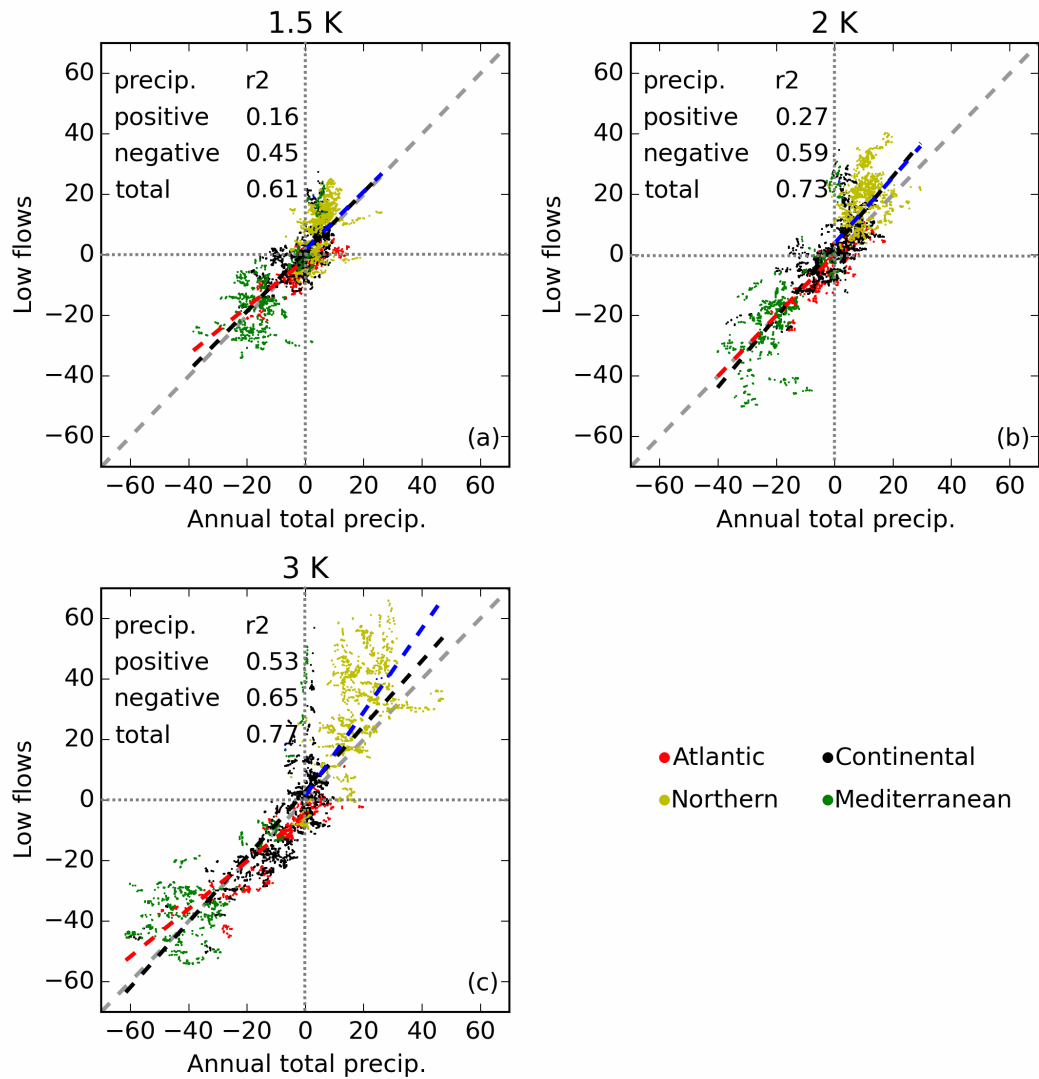 1.5 K
60
40
20
0
−20
−40
−60
Low flows
precip. r2
positive 0.16
negative 0.45
total 0.61
(a)
−60 −40 −20 0 20 40 60
Annual total precip.
2 K
60
40
20
0
−20
−40
−60
Low flows
precip. r2
positive 0.27
negative 0.59
total 0.73
(b)
−60 −40 −20 0 20 40 60
Annual total precip.
3 K
60
40
20
0
−20
−40
−60
Low flows
precip. r2
positive 0.53
negative 0.65
total 0.77
(c)
−60 −40 −20 0 20 40 60
Annual total precip.
Atlantic Continental
Northern Mediterranean